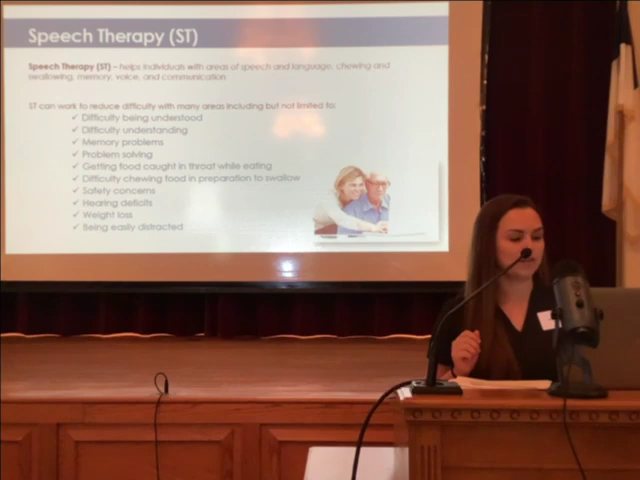 Speech Therapy (ST)
Speech Therapy (ST) – helps individuals with areas of speech and language, chewing and
swallowing, memory, voice, and communication
ST can work to reduce difficulty with many areas including but not limited to:
✓ Difficulty being understood
✓ Difficulty understanding
✓ Memory problems
✓ Problem solving
✓ Getting food caught in throat while eating
✓ Difficulty chewing food in preparation to swallow
✓ Safety concerns
✓ Hearing deficits
✓ Weight loss
✓ Being easily distracted